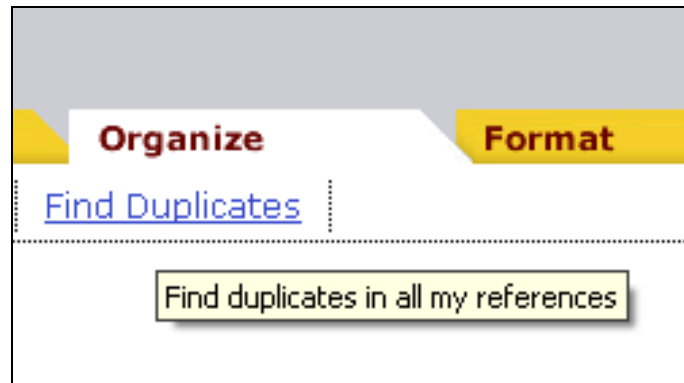 Organize
Format
Find Duplicates
Find duplicates in all my references